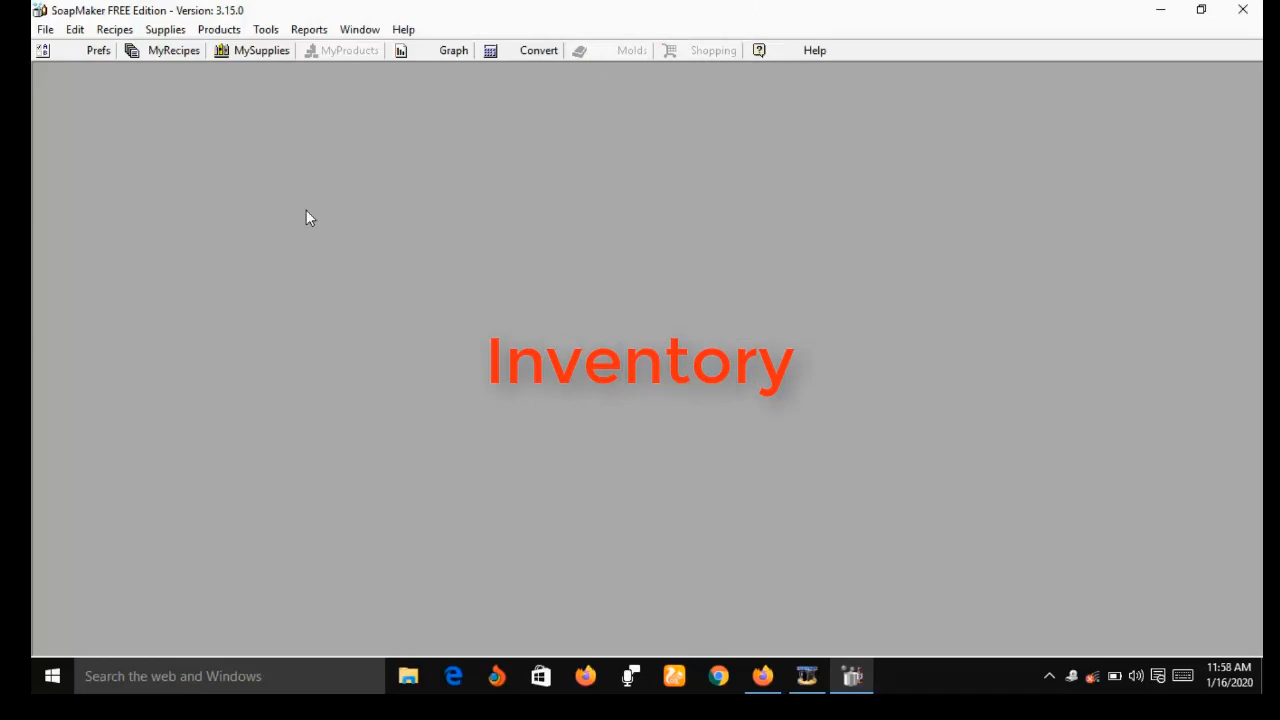 SoapMaker FREE Edition - Version: 3.15.0
File Edit Recipes Supplies Products Tools Reports Window Help
Prefs MyRecipes MySupplies MyProducts Graph Convert Molds Shopping Help
Inventory
Search the web and Windows
11:58 AM
1/16/2020